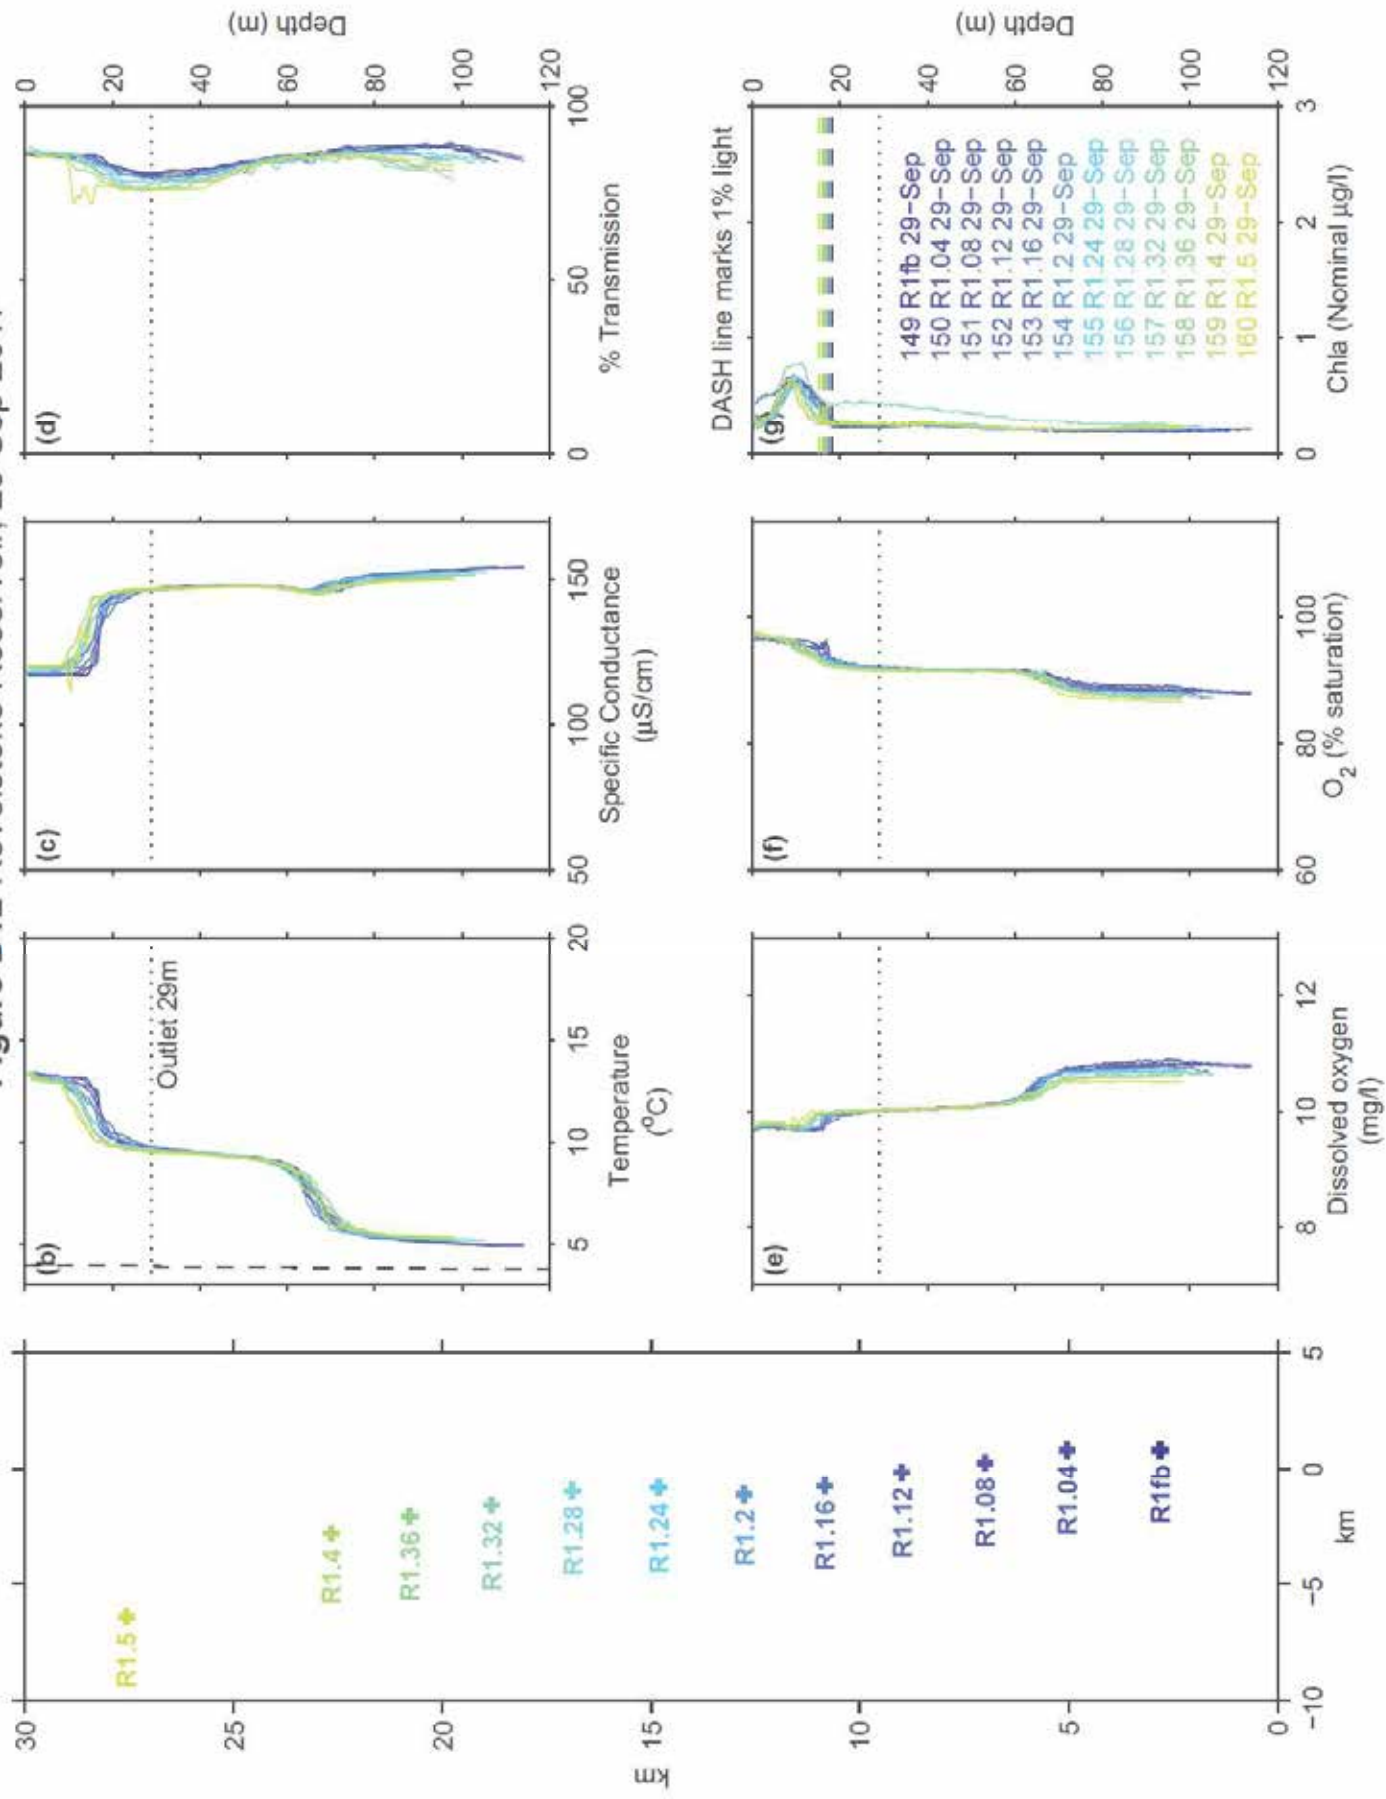 Figure Revelstoke Reservoir,
30
25
20
15
10
5
0
km
−10
−5
0
5
km
R1.5
R1.4
R1.36
R1.32
R1.28
R1.24
R1.2
R1.16
R1.12
R1.08
R1.04
R1fb
(b)
Outlet 29m
5
10
15
20
Temperature
(°C)
(c)
50
100
150
Specific Conductance
(µS/cm)
(d)
0
50
100
% Transmission
0
20
40
60
80
100
120
Depth (m)
(e)
8
10
12
Dissolved oxygen
(mg/l)
(f)
60
80
100
O₂ (% saturation)
DASH line marks 1% light
(g)
149 R1fb 29−Sep
150 R1.04 29−Sep
151 R1.08 29−Sep
152 R1.12 29−Sep
153 R1.16 29−Sep
154 R1.2 29−Sep
155 R1.24 29−Sep
156 R1.28 29−Sep
157 R1.32 29−Sep
158 R1.36 29−Sep
159 R1.4 29−Sep
160 R1.5 29−Sep
0
1
2
3
Chla (Nominal µg/l)
0
20
40
60
80
100
120
Depth (m)